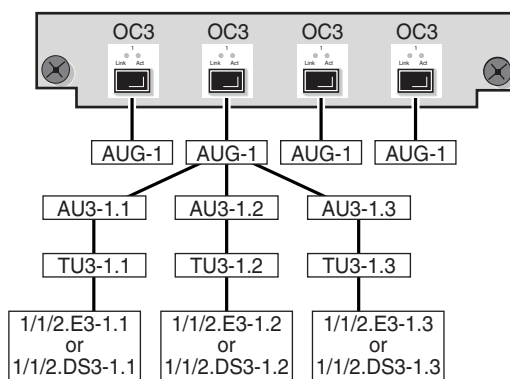 OC3 OC3 OC3 OC3
1 1 1 1
Link Act Link Act Link Act Link Act
AUG-1 AUG-1 AUG-1 AUG-1
AU3-1.1 AU3-1.2 AU3-1.3
TU3-1.1 TU3-1.2 TU3-1.3
1/1/2.E3-1.1 1/1/2.E3-1.2 1/1/2.E3-1.3
or or or
1/1/2.DS3-1.1 1/1/2.DS3-1.2 1/1/2.DS3-1.3